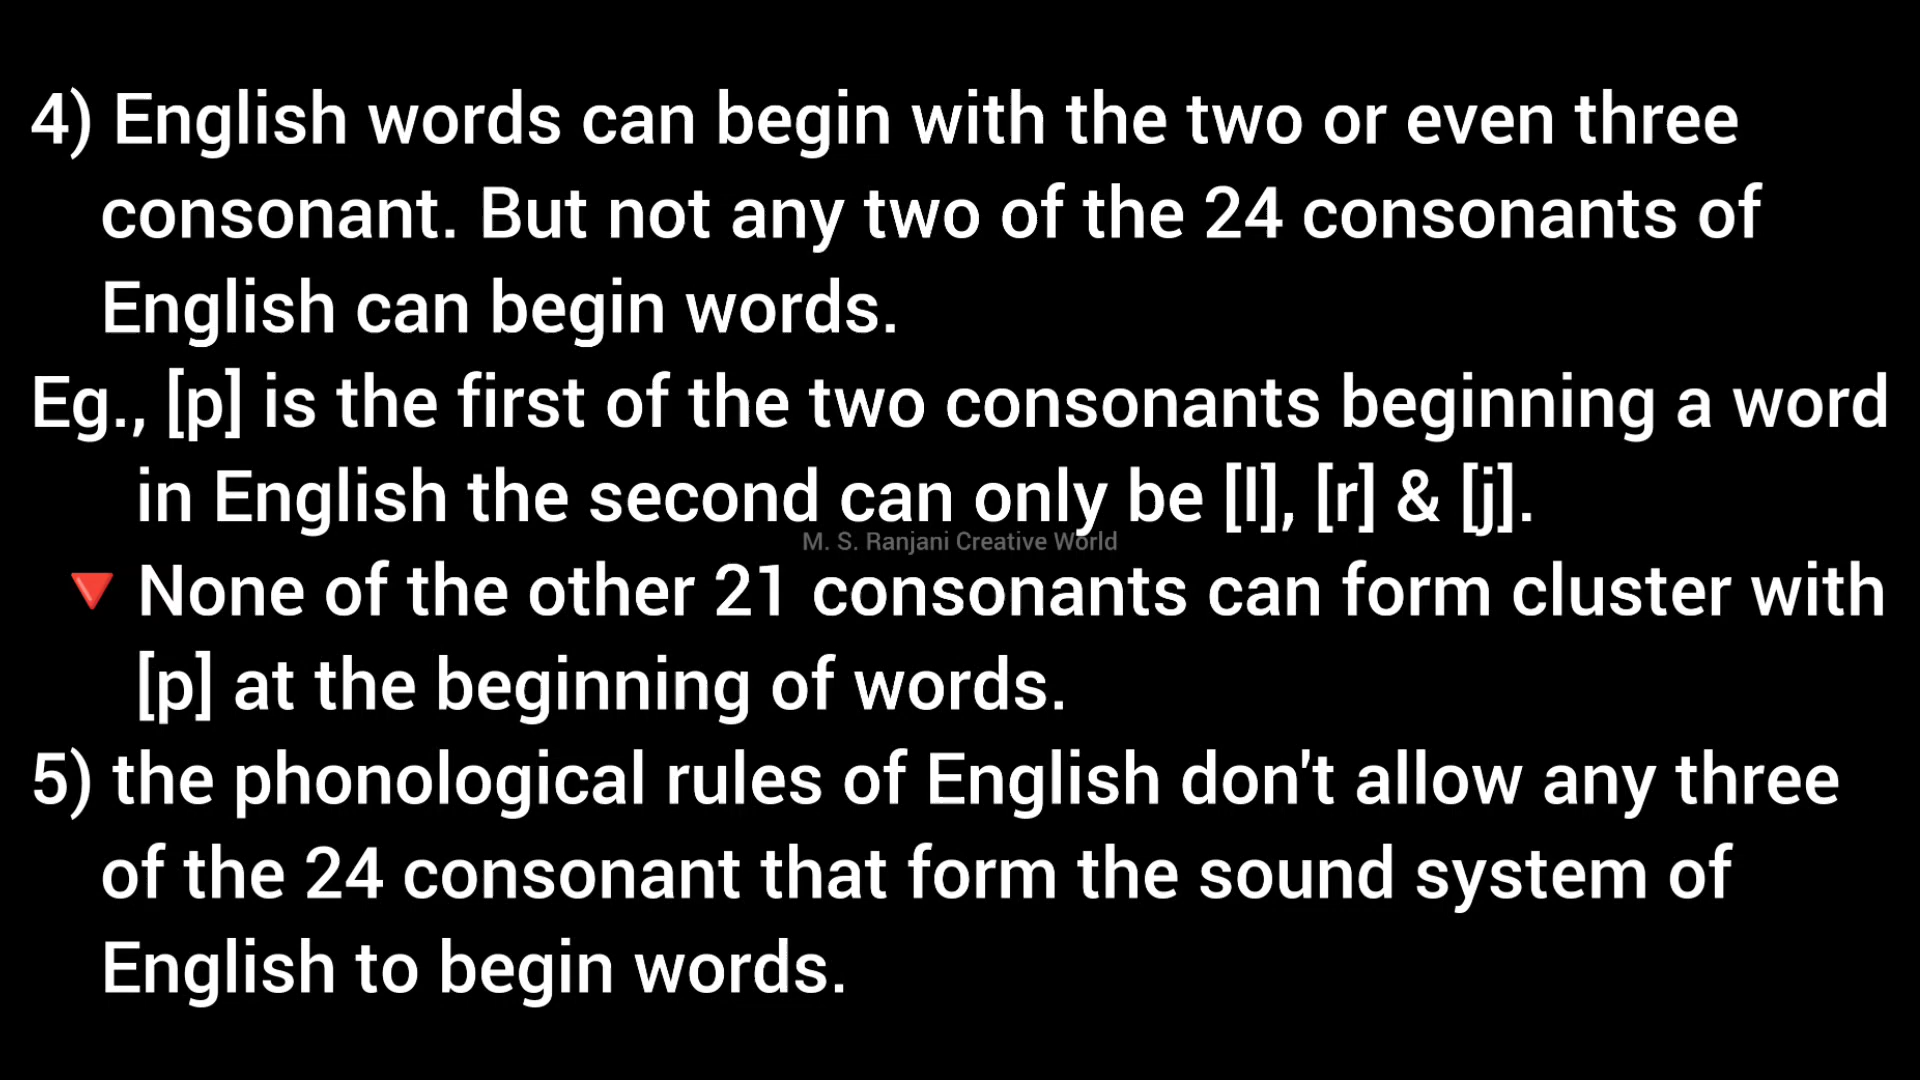 4) English words can begin with the two or even three
consonant. But not any two of the 24 consonants of
English can begin words.
Eg., [p] is the first of the two consonants beginning a word
in English the second can only be [l], [r] & [j].
M. S. Ranjani Creative World
🔻 None of the other 21 consonants can form cluster with
[p] at the beginning of words.
5) the phonological rules of English don't allow any three
of the 24 consonant that form the sound system of
English to begin words.